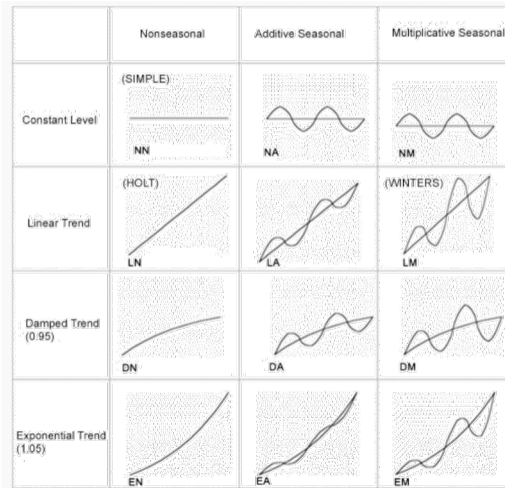 Nonseasonal Additive Seasonal Multiplicative Seasonal
(SIMPLE)
Constant Level
NN NA NM
(HOLT) (WINTERS)
Linear Trend
LN LA LM
Damped Trend
(0.95)
DN DA DM
Exponential Trend
(1.05)
EN EA EM